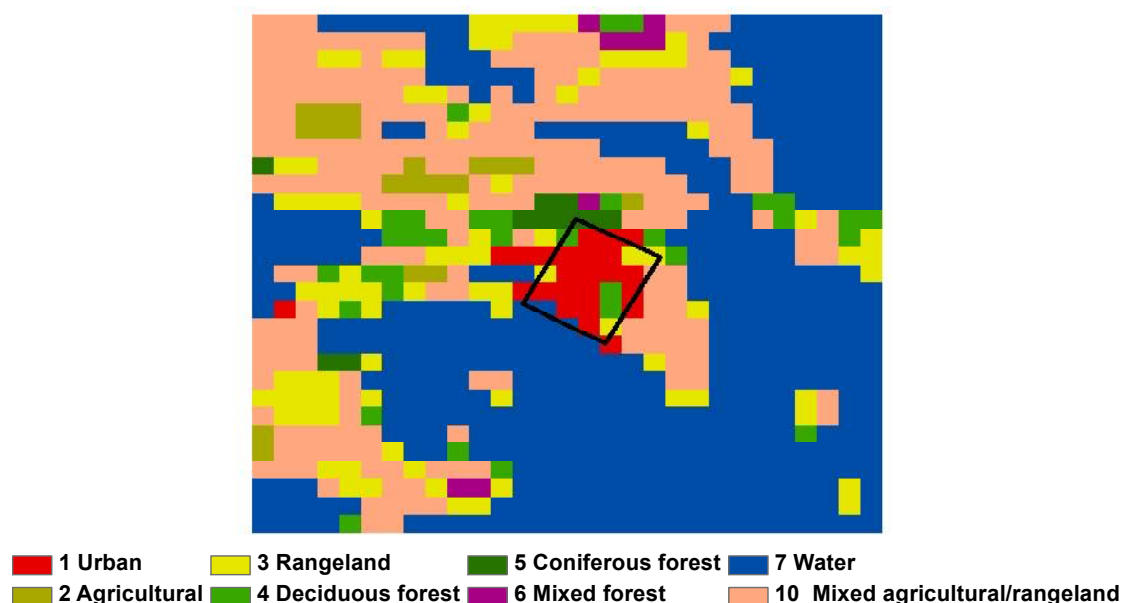 1 Urban 3 Rangeland 5 Coniferous forest 7 Water
2 Agricultural 4 Deciduous forest 6 Mixed forest 10 Mixed agricultural/rangeland